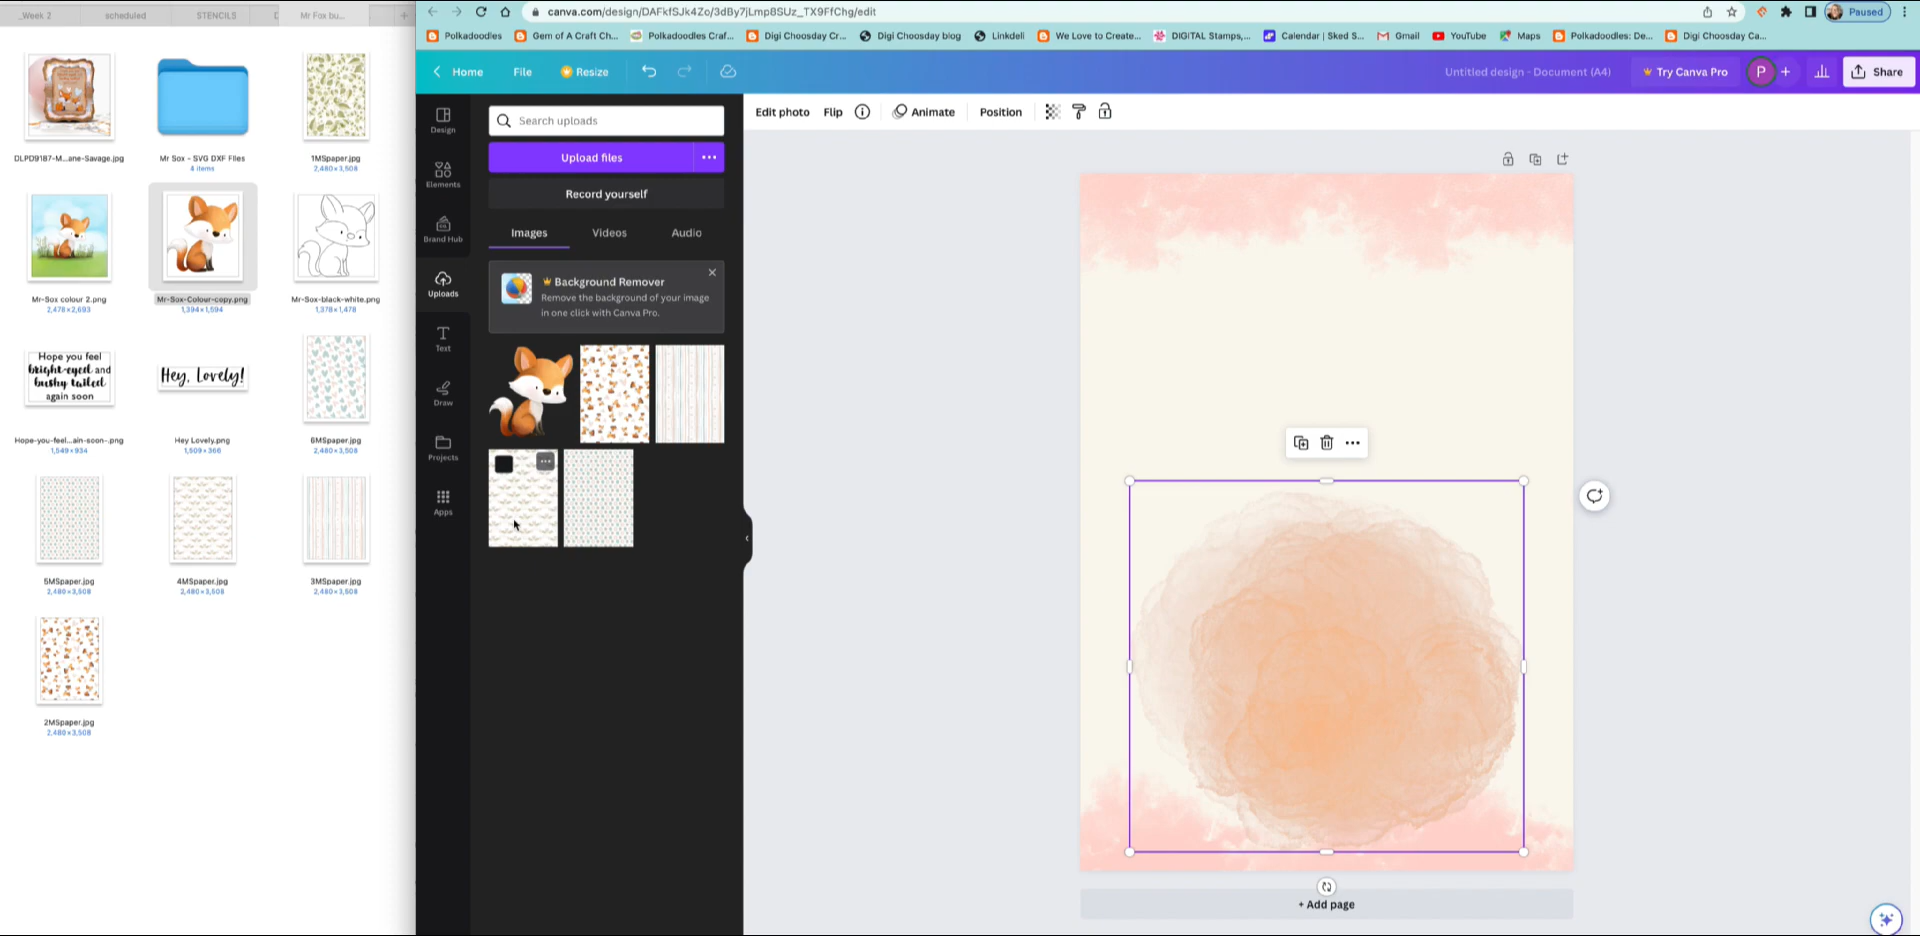 _Week 2
scheduled
STENCILS
Mr Fox bu...
canva.com/design/DAFkfSJk4Zo/3dBy7jLmp8SUz_TX9FfChg/edit
Paused
Polkadoodles
Gem of A Craft Ch...
Polkadoodles Craf...
Digi Choosday Cr...
Digi Choosday blog
Linkdeli
We Love to Create...
DIGITAL Stamps,...
Calendar | Sked S...
Gmail
YouTube
Maps
Polkadoodles: De...
Digi Choosday Ca...
Home
File
Resize
Untitled design - Document (A4)
Try Canva Pro
P
+
Share
Design
Elements
Brand Hub
Uploads
Text
Draw
Projects
Apps
Search uploads
Upload files
Record yourself
Images
Videos
Audio
Background Remover
Remove the background of your image
in one click with Canva Pro.
Edit photo
Flip
Animate
Position
+ Add page
DLPD9187-M...ane-Savage.jpg
Mr Sox - SVG DXF Files
4 items
1MSpaper.jpg
2,480×3,508
Mr-Sox colour 2.png
2,478×2,693
Mr-Sox-Colour-copy.png
1,394×1,594
Mr-Sox-black-white.png
1,378×1,478
Hope you feel
bright-eyed and
bushy tailed
again soon
Hey, Lovely!
Hope-you-feel...ain-soon-.png
1,549×934
Hey Lovely.png
1,509×366
6MSpaper.jpg
2,480×3,508
5MSpaper.jpg
2,480×3,508
4MSpaper.jpg
2,480×3,508
3MSpaper.jpg
2,480×3,508
2MSpaper.jpg
2,480×3,508